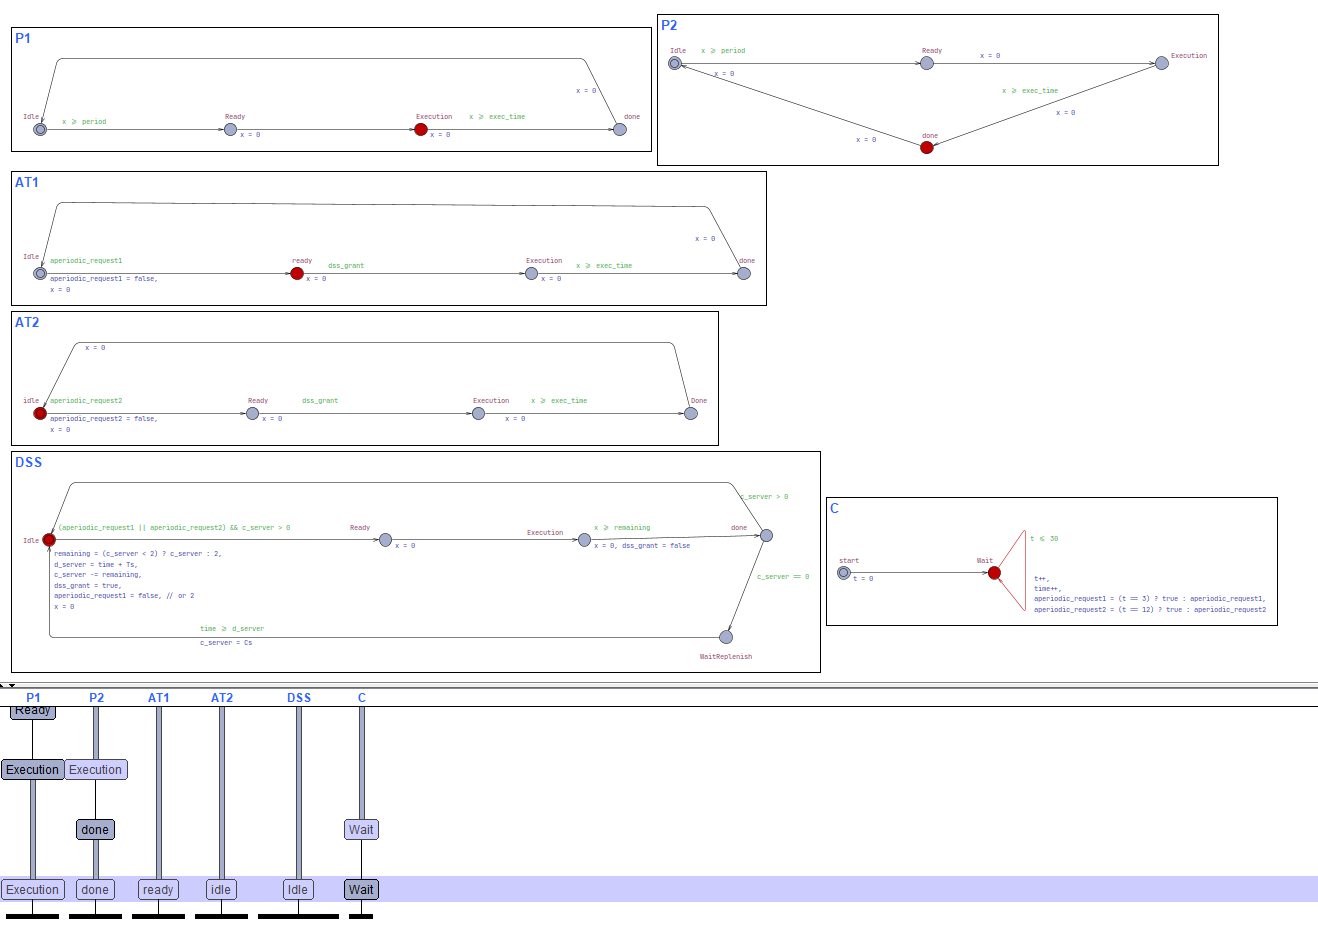 P1
x = 0
Idle
x ≥ period
Ready
x = 0
Execution
x ≥ exec_time
x = 0
done
P2
Idle
x ≥ period
Ready
x = 0
Execution
x = 0
x ≥ exec_time
x = 0
done
x = 0
AT1
x = 0
Idle
aperiodic_request1
aperiodic_request1 = false,
x = 0
ready
dss_grant
x = 0
Execution
x ≥ exec_time
x = 0
done
AT2
x = 0
idle
aperiodic_request2
aperiodic_request2 = false,
x = 0
Ready
dss_grant
x = 0
Execution
x ≥ exec_time
x = 0
Done
DSS
c_server > 0
(aperiodic_request1 || aperiodic_request2) && c_server > 0
Ready
Execution
x ≥ remaining
done
Idle
x = 0
x = 0, dss_grant = false
remaining = (c_server < 2) ? c_server : 2,
d_server = time + Ts,
c_server -= remaining,
dss_grant = true,
aperiodic_request1 = false, // or 2
x = 0
c_server == 0
time ≥ d_server
c_server = Cs
WaitReplenish
C
t ≤ 30
start
Wait
t = 0
t++,
time++,
aperiodic_request1 = (t == 3) ? true : aperiodic_request1,
aperiodic_request2 = (t == 12) ? true : aperiodic_request2
P1 P2 AT1 AT2 DSS C
Ready
Execution Execution
done Wait
Execution done ready idle Idle Wait